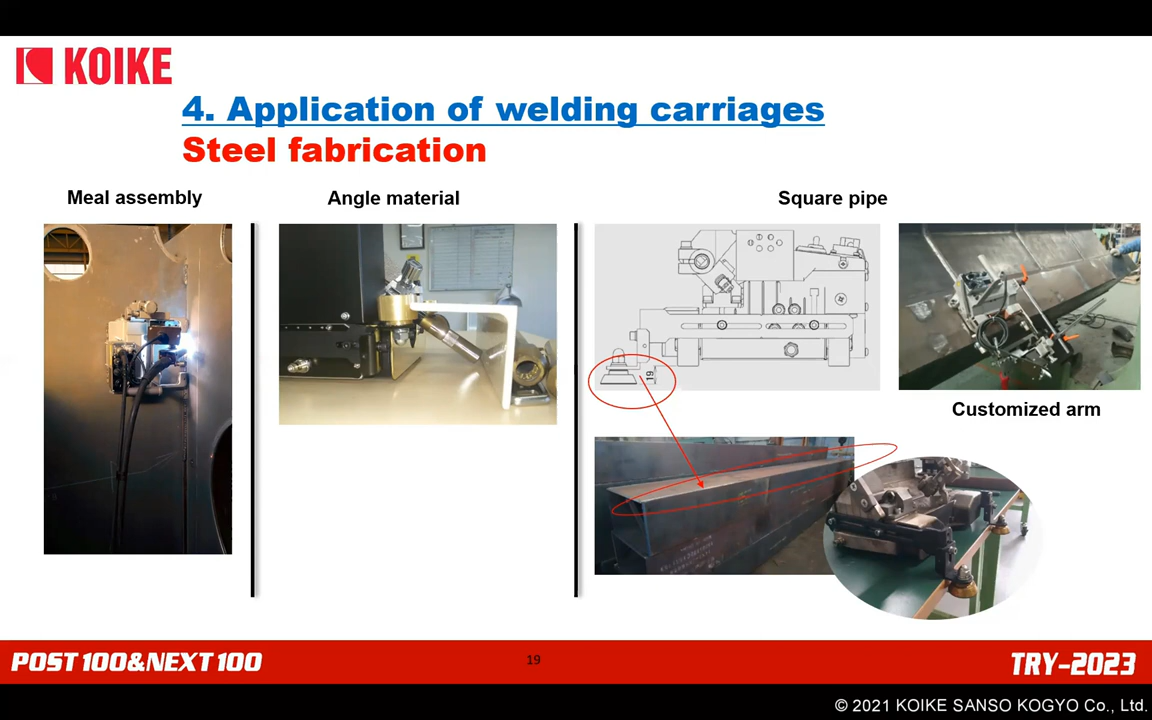 KOIKE
4. Application of welding carriages
Steel fabrication
Meal assembly
Angle material
Square pipe
19
Customized arm
POST 100&NEXT 100
19
TRY-2023
© 2021 KOIKE SANSO KOGYO Co., Ltd.